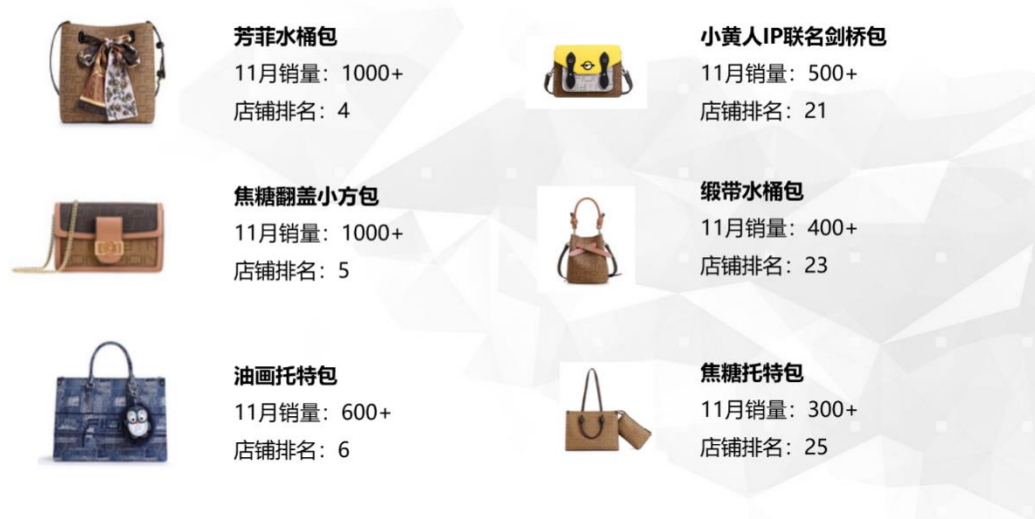 芳菲水桶包
11月销量：1000+
店铺排名：4
焦糖翻盖小方包
11月销量：1000+
店铺排名：5
油画托特包
11月销量：600+
店铺排名：6
小黄人IP联名剑桥包
11月销量：500+
店铺排名：21
缎带水桶包
11月销量：400+
店铺排名：23
焦糖托特包
11月销量：300+
店铺排名：25